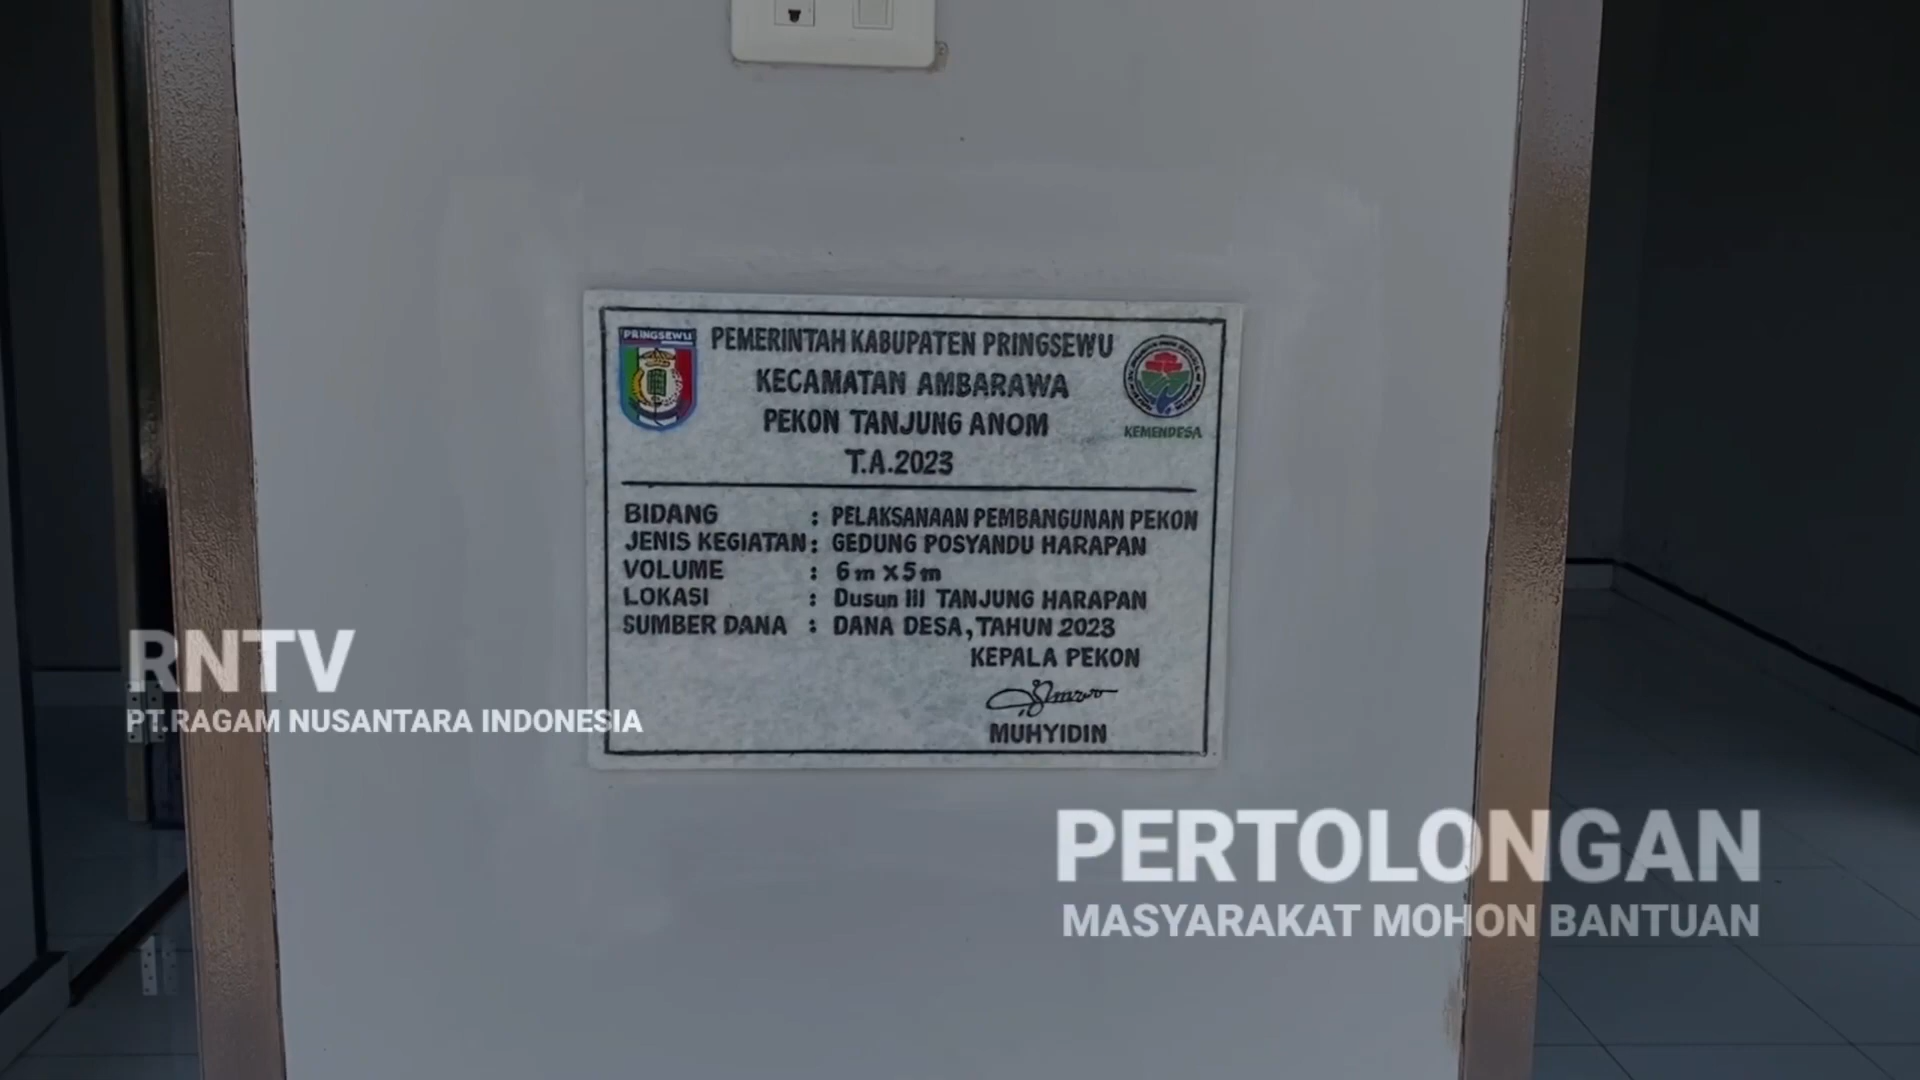 PRINGSEWU
PEMERINTAH KABUPATEN PRINGSEWU
KECAMATAN AMBARAWA
PEKON TANJUNG ANOM
T.A.2023
KEMENDESA
BIDANG : PELAKSANAAN PEMBANGUNAN PEKON
JENIS KEGIATAN : GEDUNG POSYANDU HARAPAN
VOLUME : 6m X 5m
LOKASI : Dusun III TANJUNG HARAPAN
SUMBER DANA : DANA DESA, TAHUN 2023
KEPALA PEKON
MUHYIDIN
RNTV
PT.RAGAM NUSANTARA INDONESIA
PERTOLONGAN
MASYARAKAT MOHON BANTUAN